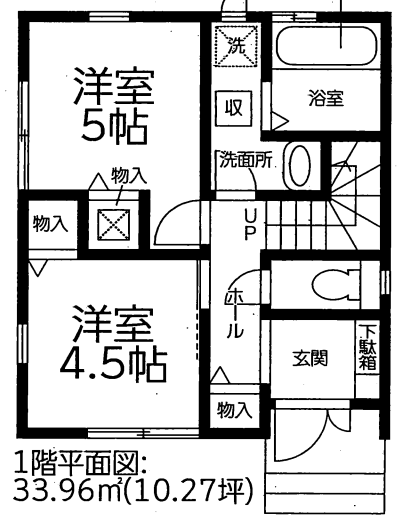 洋室
5帖
洗
収
浴室
洗面所
物入
物入
UP
洋室
4.5帖
ホール
玄関
下駄箱
物入
1階平面図:
33.96㎡(10.27坪)